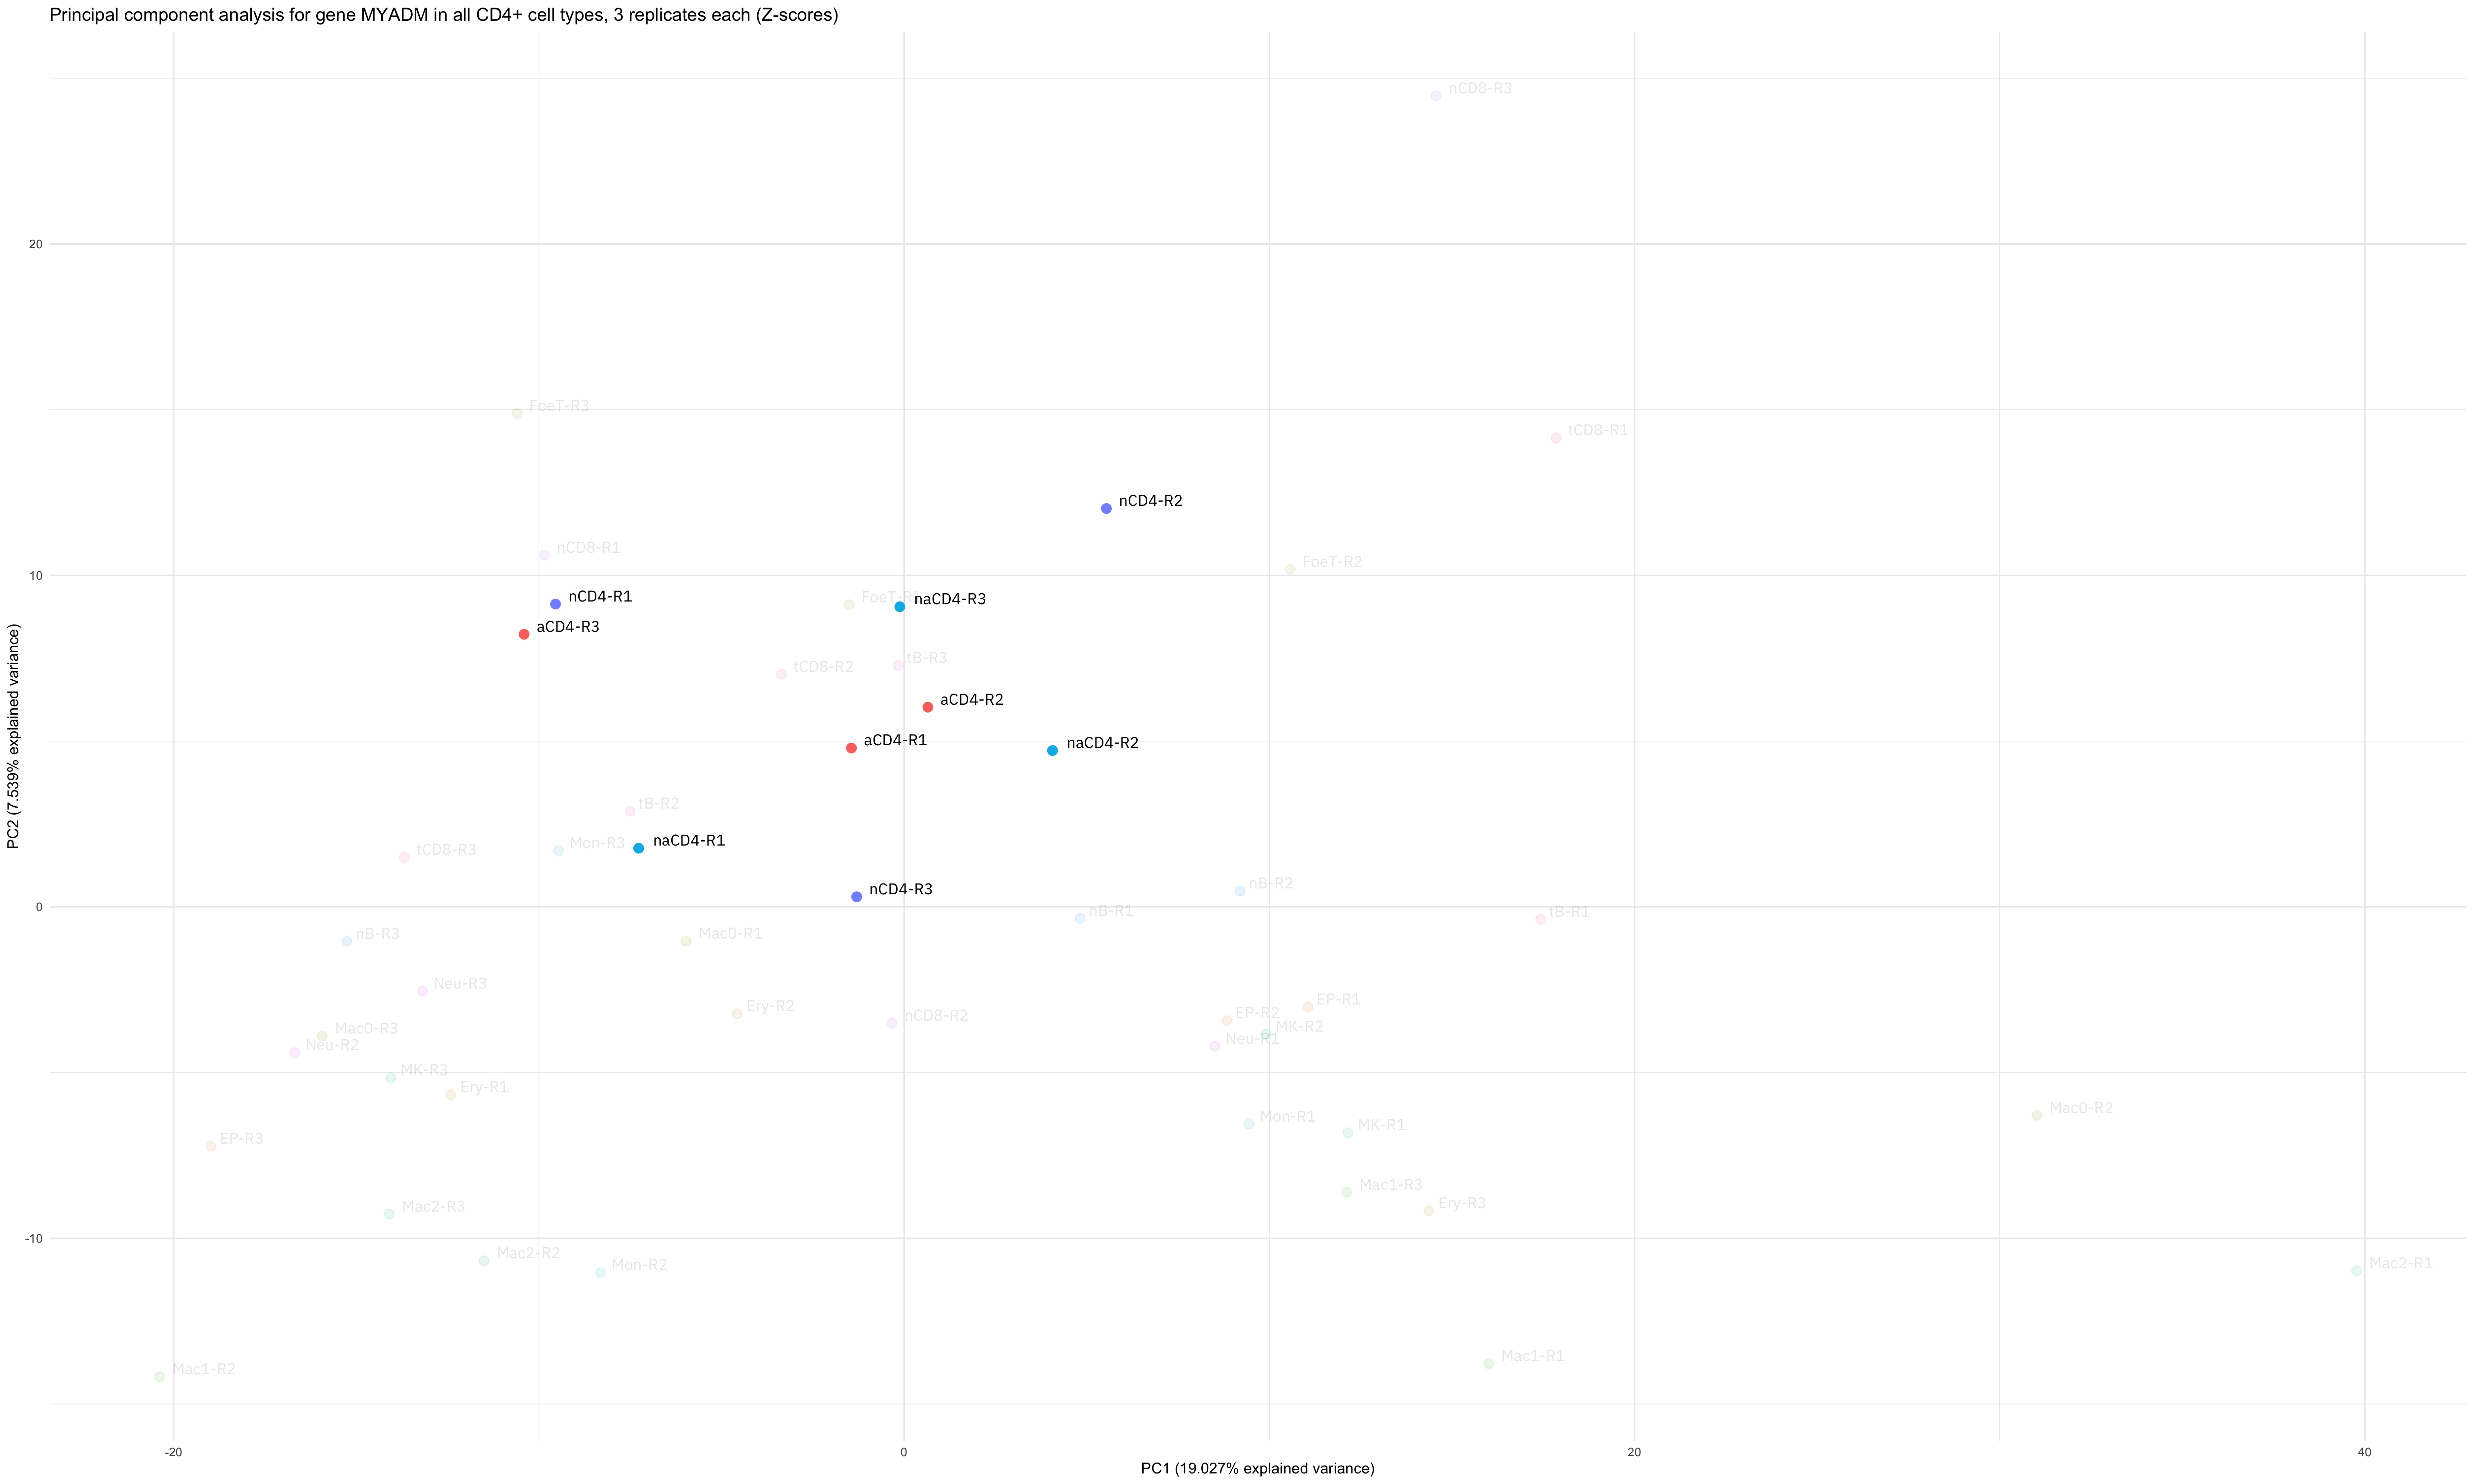 Principal component analysis for gene MYADM in all CD4+ cell types, 3 replicates each (Z-scores)
nCD8-R3
20
FoeT-R3
tCD8-R1
nCD4-R2
nCD8-R1
FoeT-R2
10
nCD4-R1
FoeT-R1
naCD4-R3
aCD4-R3
tCD8-R2
tB-R3
aCD4-R2
aCD4-R1
naCD4-R2
PC2 (7.539% explained variance)
tB-R2
tCD8-R3
Mon-R3
naCD4-R1
nCD4-R3
nB-R2
0
nB-R1
tB-R1
nB-R3
Mac0-R1
Neu-R3
Ery-R2
nCD8-R2
EP-R2
EP-R1
Mac0-R3
MK-R2
Neu-R2
Neu-R1
MK-R3
Ery-R1
Mon-R1
MK-R1
Mac0-R2
EP-R3
Mac1-R3
Mac2-R3
Ery-R3
-10
Mac2-R2
Mon-R2
Mac2-R1
Mac1-R2
Mac1-R1
-20
0
20
40
PC1 (19.027% explained variance)